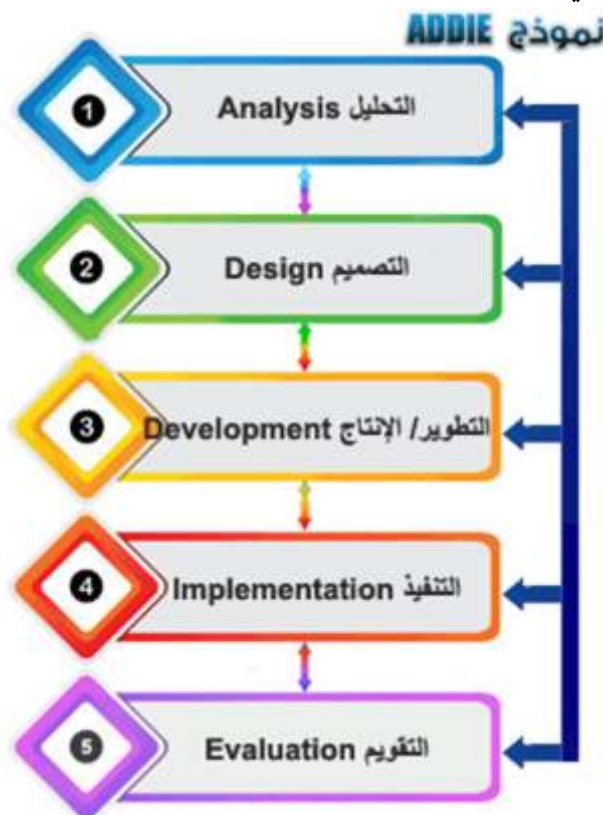 نموذج ADDIE
1
التحليل Analysis
2
التصميم Design
3
التطوير/ الإنتاج Development
4
التنفيذ Implementation
5
التقويم Evaluation